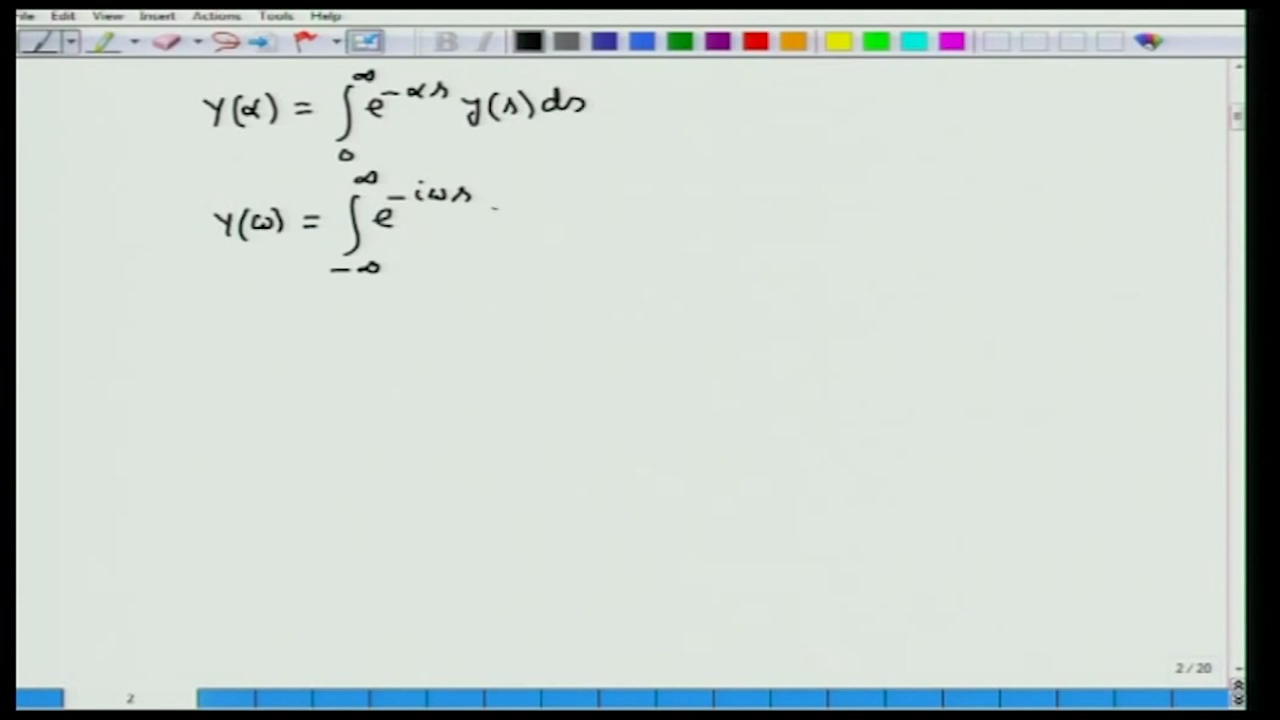 File Edit View Insert Actions Tools Help
B I
Y(α) = ∫₀^∞ e^{-αs} y(s) ds
Y(ω) = ∫_{-∞}^∞ e^{-iωs}
2 / 20
2